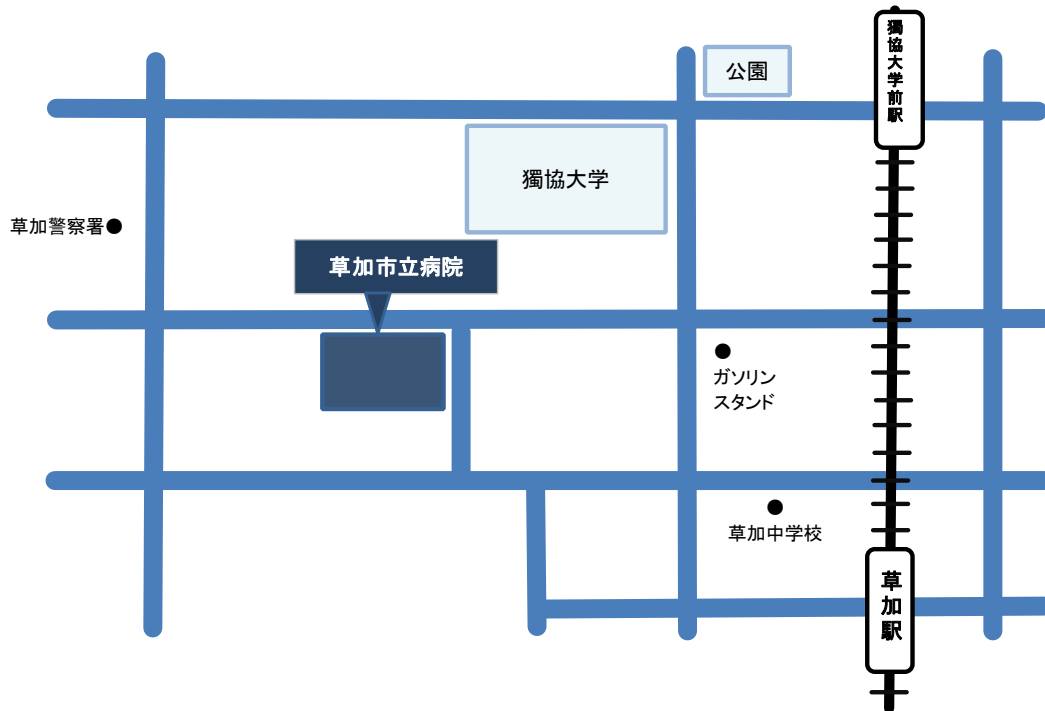 獨協大学前駅
公園
獨協大学
草加警察署
草加市立病院
ガソリン
スタンド
草加中学校
草加駅